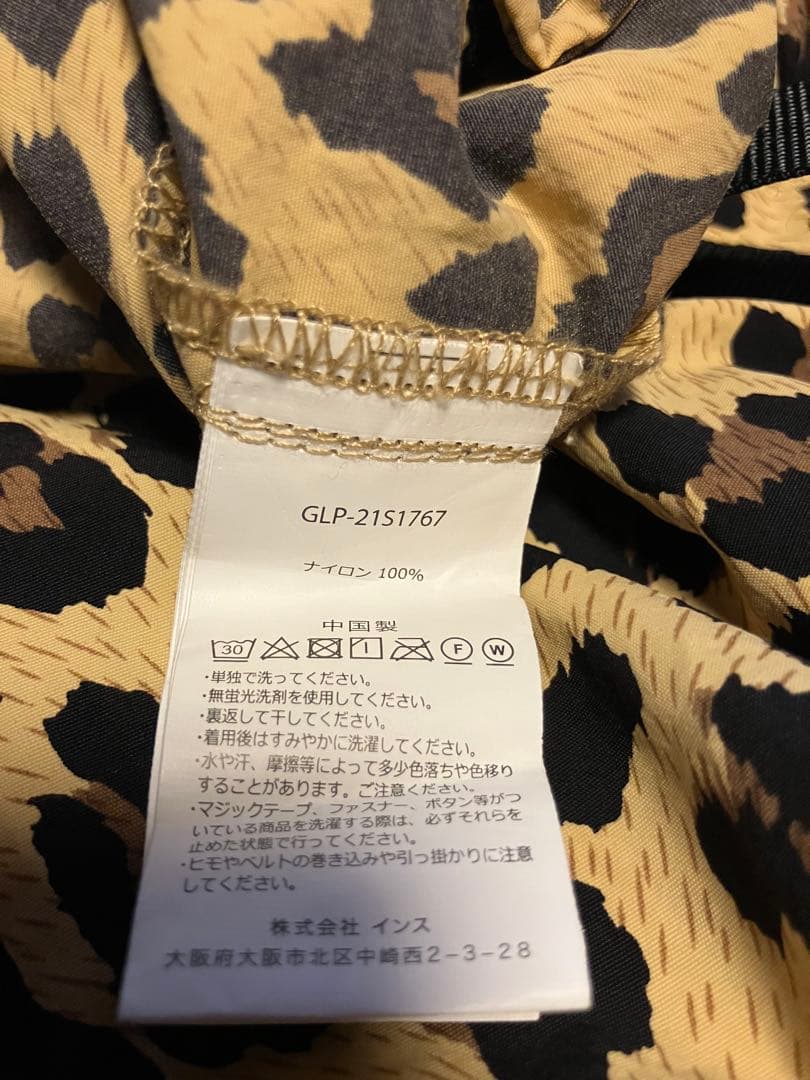 GLP-21S1767
ナイロン 100%
中国製
30 F W
・単独で洗ってください。
・無蛍光洗剤を使用してください。
・裏返して干してください。
・着用後はすみやかに洗濯してください。
・水や汗、摩擦等によって多少色落ちや色移り
することがあります。ご注意ください。
・マジックテープ、ファスナー、ボタン等がつ
いている商品を洗濯する際は、必ずそれらを
止めた状態で行ってください。
・ヒモやベルトの巻き込みや引っ掛かりに注意
してください。
株式会社 インス
大阪府大阪市北区中崎西2-3-28